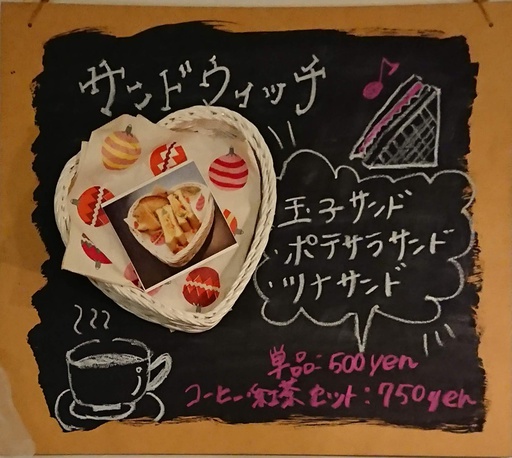 サンドウィッチ
玉子サンド
ポテサラサンド
ツナサンド
単品:500yen
コーヒー・紅茶セット:750yen